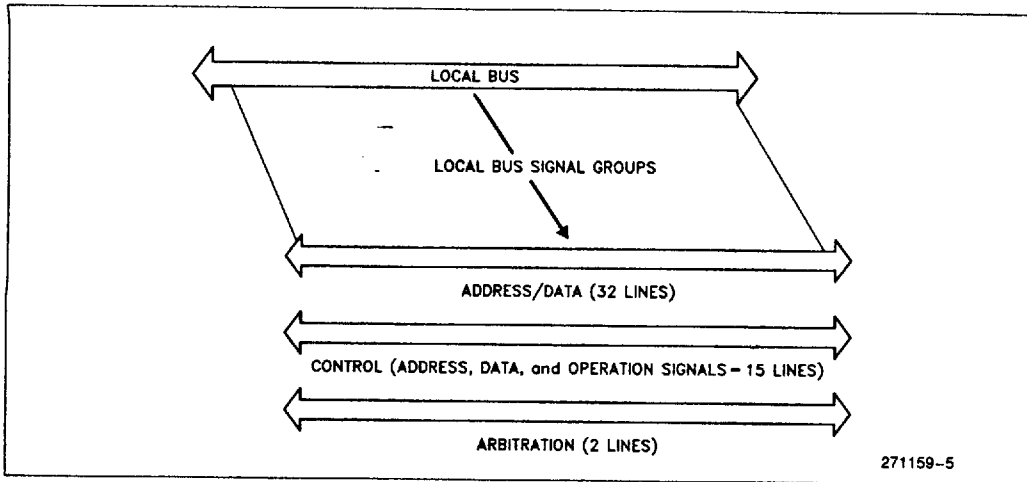 LOCAL BUS
LOCAL BUS SIGNAL GROUPS
ADDRESS/DATA (32 LINES)
CONTROL (ADDRESS, DATA, and OPERATION SIGNALS – 15 LINES)
ARBITRATION (2 LINES)
271159–5